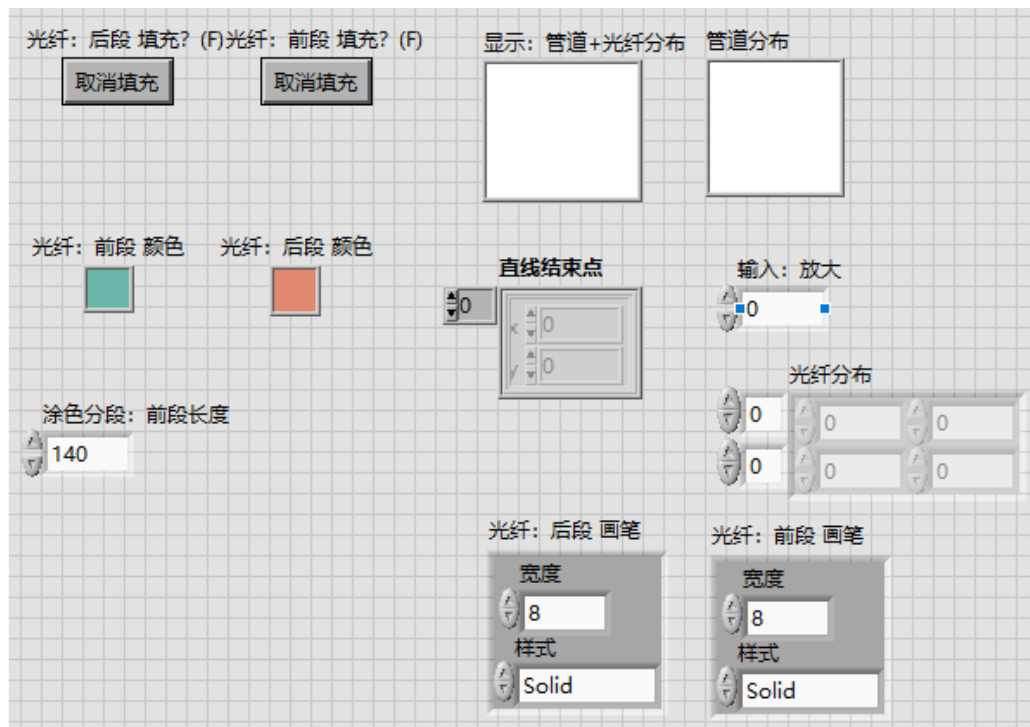 光纤：后段 填充？(F)
光纤：前段 填充？(F)
取消填充
取消填充
显示：管道+光纤分布
管道分布
光纤：前段 颜色
光纤：后段 颜色
直线结束点
0
x 0
y 0
输入：放大
0
涂色分段：前段长度
140
光纤分布
0
0 0
0
0 0
光纤：后段 画笔
宽度
8
样式
Solid
光纤：前段 画笔
宽度
8
样式
Solid